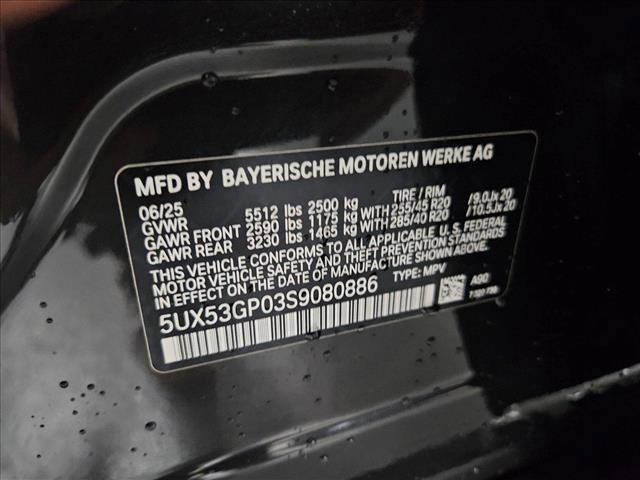 MFD BY BAYERISCHE MOTOREN WERKE AG
06/25 TIRE / RIM
GVWR 5512 lbs 2500 kg
GAWR FRONT 2590 lbs 1175 kg WITH 255/45 R20 /9.0Jx20
GAWR REAR 3230 lbs 1465 kg WITH 285/40 R20 /10.5Jx20
THIS VEHICLE CONFORMS TO ALL APPLICABLE U.S. FEDERAL
MOTOR VEHICLE SAFETY AND THEFT PREVENTION STANDARDS
IN EFFECT ON THE DATE OF MANUFACTURE SHOWN ABOVE.
5UX53GP03S9080886 TYPE: MPV A90